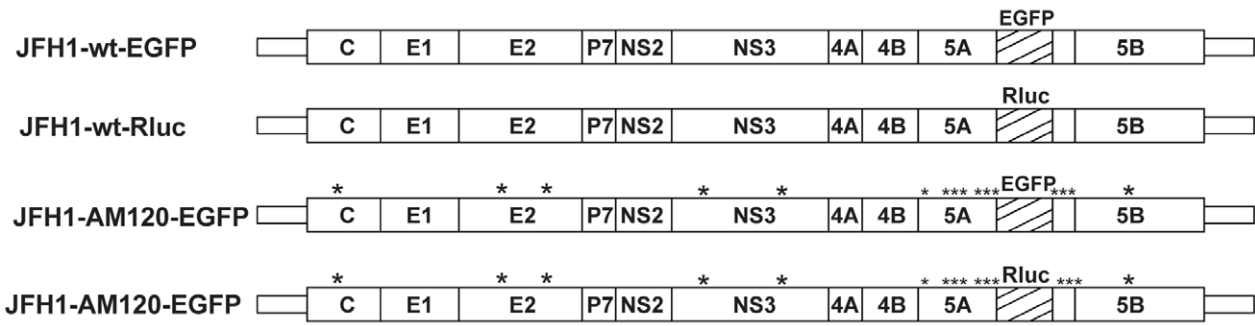 EGFP
JFH1-wt-EGFP C E1 E2 P7 NS2 NS3 4A 4B 5A 5B
Rluc
JFH1-wt-Rluc C E1 E2 P7 NS2 NS3 4A 4B 5A 5B
* * * * * * *** *** EGFP *** *
JFH1-AM120-EGFP C E1 E2 P7 NS2 NS3 4A 4B 5A 5B
* * * * * * *** *** Rluc *** *
JFH1-AM120-EGFP C E1 E2 P7 NS2 NS3 4A 4B 5A 5B